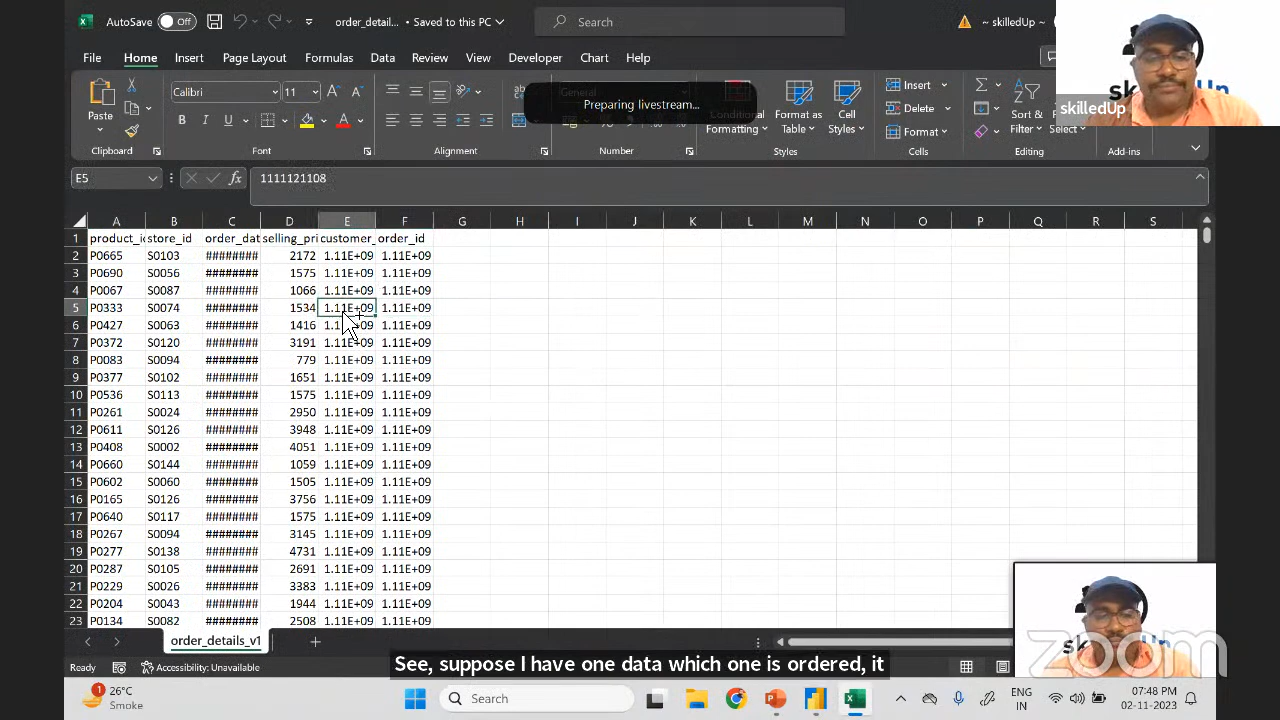 AutoSave Off order_detail... • Saved to this PC Search ~ skilledUp ~
File Home Insert Page Layout Formulas Data Review View Developer Chart Help
Preparing livestream...
skilledUp
Paste Calibri 11 General Conditional Formatting Format as Table Cell Styles Insert Delete Format Sort & Filter Select
Clipboard Font Alignment Number Styles Cells Editing Add-ins
E5 fx 1111121108
A B C D E F G H I J K L M N O P Q R S
1 product_i store_id order_dat selling_pri customer_ order_id
2 P0665 S0103 ######## 2172 1.11E+09 1.11E+09
3 P0690 S0056 ######## 1575 1.11E+09 1.11E+09
4 P0067 S0087 ######## 1066 1.11E+09 1.11E+09
5 P0333 S0074 ######## 1534 1.11E+09 1.11E+09
6 P0427 S0063 ######## 1416 1.11E+09
7 P0372 S0120 ######## 3191 1.11E+09 1.11E+09
8 P0083 S0094 ######## 779 1.11E+09 1.11E+09
9 P0377 S0102 ######## 1651 1.11E+09 1.11E+09
10 P0536 S0113 ######## 1575 1.11E+09 1.11E+09
11 P0261 S0024 ######## 2950 1.11E+09 1.11E+09
12 P0611 S0126 ######## 3948 1.11E+09 1.11E+09
13 P0408 S0002 ######## 4051 1.11E+09 1.11E+09
14 P0660 S0144 ######## 1059 1.11E+09 1.11E+09
15 P0602 S0060 ######## 1505 1.11E+09 1.11E+09
16 P0165 S0126 ######## 3756 1.11E+09 1.11E+09
17 P0640 S0117 ######## 1575 1.11E+09 1.11E+09
18 P0267 S0094 ######## 3145 1.11E+09 1.11E+09
19 P0277 S0138 ######## 4731 1.11E+09 1.11E+09
20 P0287 S0105 ######## 2691 1.11E+09 1.11E+09
21 P0229 S0026 ######## 3383 1.11E+09 1.11E+09
22 P0204 S0043 ######## 1944 1.11E+09 1.11E+09
23 P0134 S0082 ######## 2508 1.11E+09 1.11E+09
order_details_v1
zoom
See, suppose I have one data which one is ordered, it
Ready Accessibility: Unavailable
26°C Smoke Search ENG IN 07:48 PM 02-11-2023